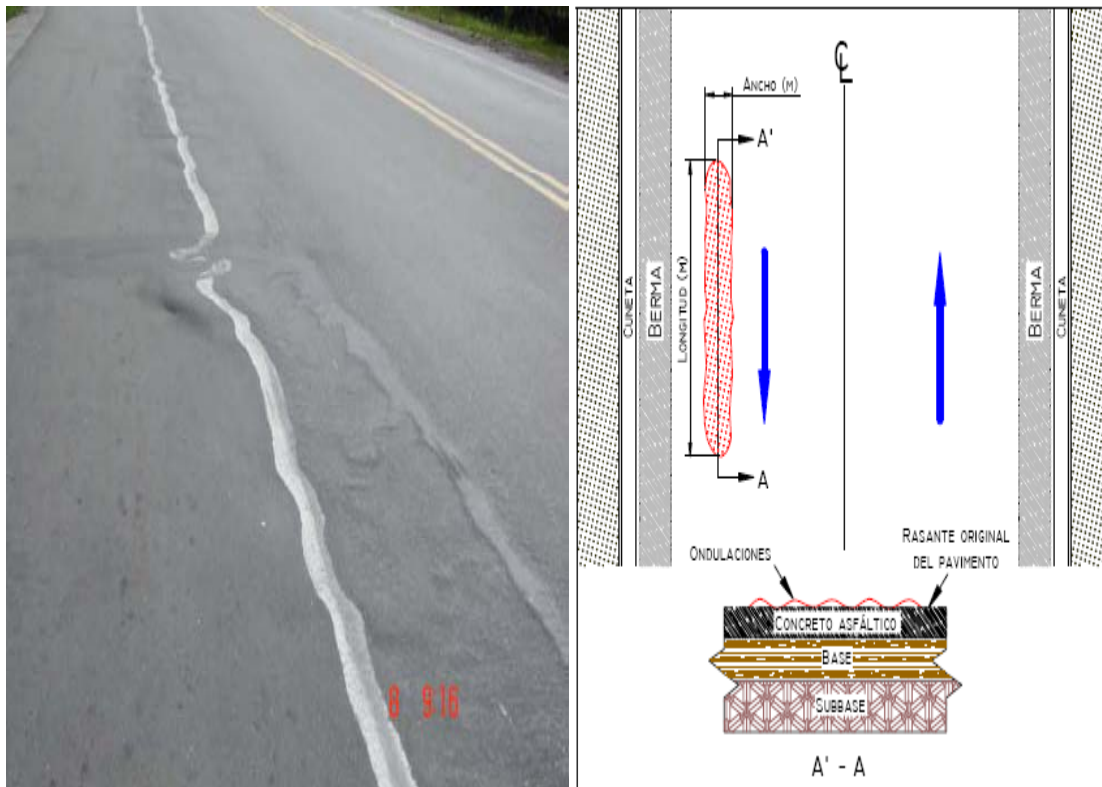 8 9:16
℄
ANCHO (M)
A'
LONGITUD (M)
A
CUNETA
BERMA
BERMA
CUNETA
ONDULACIONES
RASANTE ORIGINAL
DEL PAVIMENTO
CONCRETO ASFÁLTICO
BASE
SUBBASE
A' - A